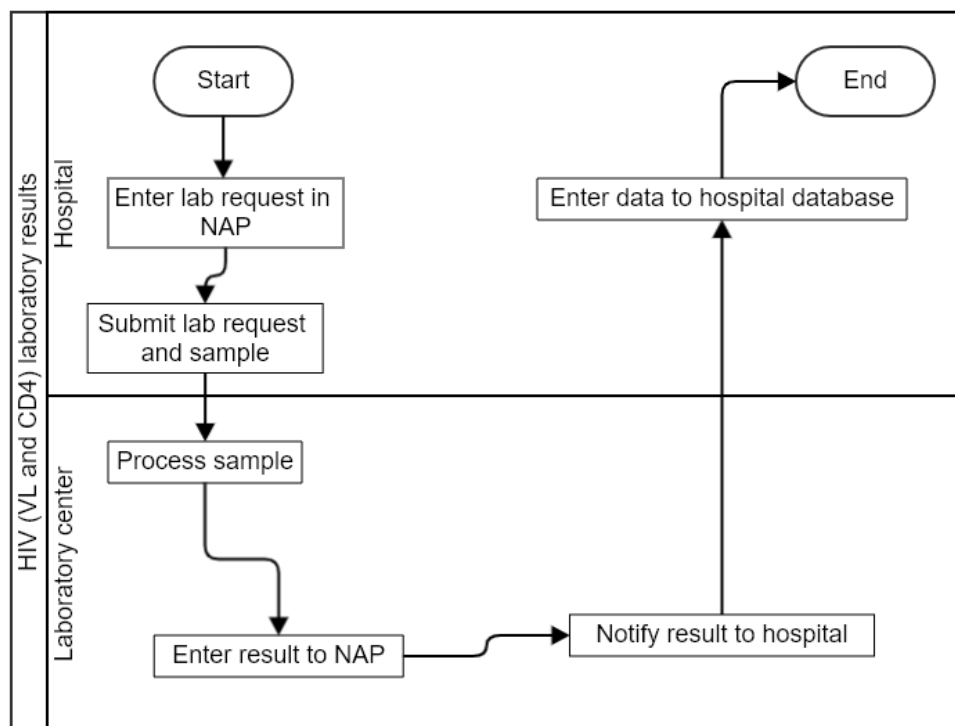 HIV (VL and CD4) laboratory results
Hospital
Start
Enter lab request in
NAP
Submit lab request
and sample
Laboratory center
Process sample
Enter result to NAP
Notify result to hospital
Enter data to hospital database
End